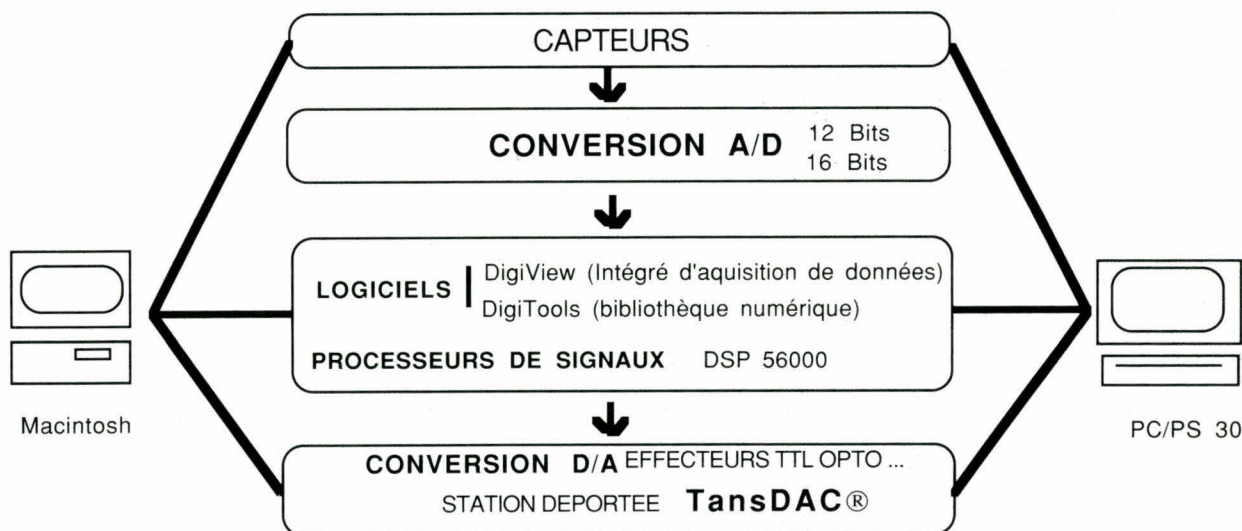 CAPTEURS
CONVERSION A/D 12 Bits
16 Bits
LOGICIELS DigiView (Intégré d'aquisition de données)
DigiTools (bibliothèque numérique)
PROCESSEURS DE SIGNAUX DSP 56000
Macintosh
PC/PS 30
CONVERSION D/A EFFECTEURS TTL OPTO ...
STATION DEPORTEE TansDAC®